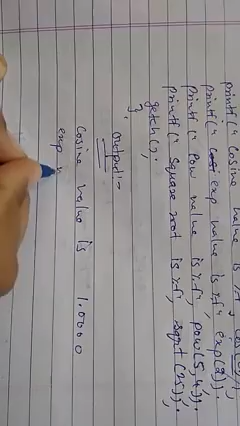 printf(" Cosine value is %f", cos(0));
printf(" exp value is %f", exp(2));
printf(" Pow value is %f", pow(5,4));
printf(" Square root is %f", sqrt(25));
getch();
}
Output:-
Cosine value is 1.0000
exp